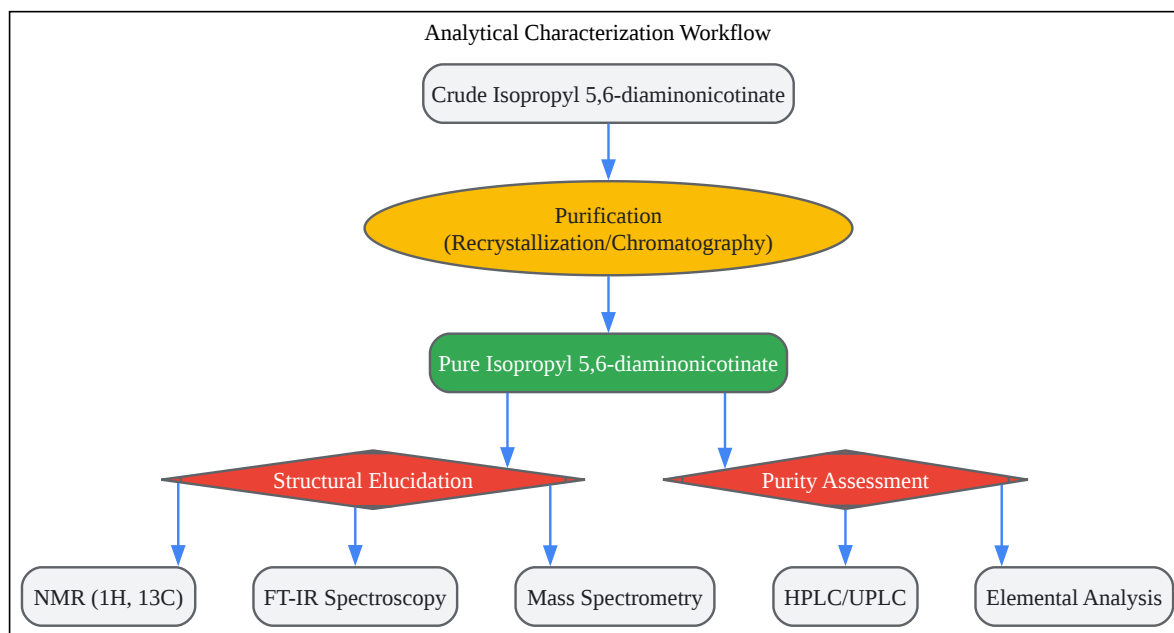 Analytical Characterization Workflow
Crude Isopropyl 5,6-diaminonicotinate
Purification
(Recrystallization/Chromatography)
Pure Isopropyl 5,6-diaminonicotinate
Structural Elucidation
Purity Assessment
NMR (1H, 13C)
FT-IR Spectroscopy
Mass Spectrometry
HPLC/UPLC
Elemental Analysis